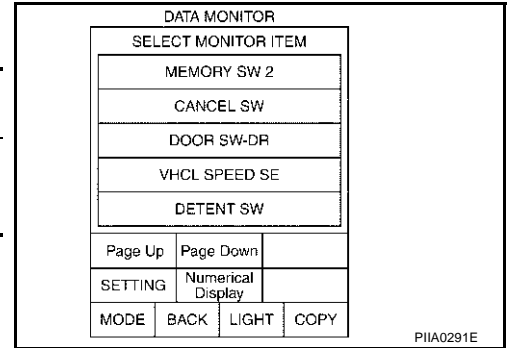 DATA MONITOR
SELECT MONITOR ITEM
MEMORY SW 2
CANCEL SW
DOOR SW-DR
VHCL SPEED SE
DETENT SW
Page Up Page Down
SETTING Numerical Display
MODE BACK LIGHT COPY
PIIA0291E